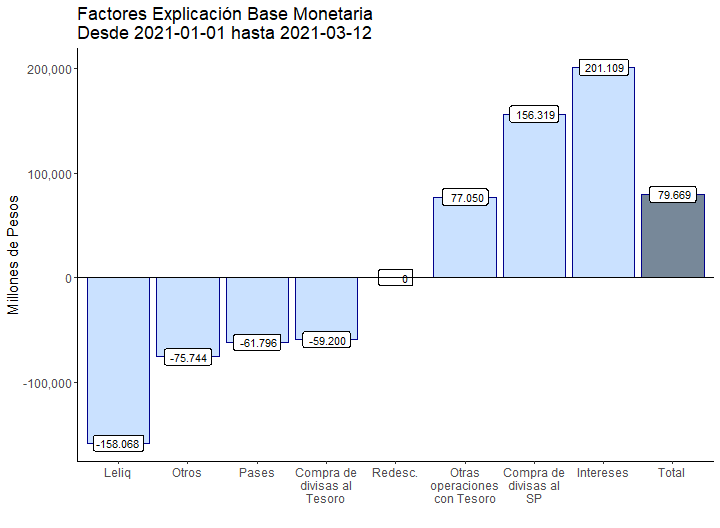 Factores Explicación Base Monetaria
Desde 2021-01-01 hasta 2021-03-12
Millones de Pesos
200,000
100,000
0
-100,000
-158.068
-75.744
-61.796
-59.200
0
77.050
156.319
201.109
79.669
Leliq
Otros
Pases
Compra de
divisas al
Tesoro
Redesc.
Otras
operaciones
con Tesoro
Compra de
divisas al
SP
Intereses
Total